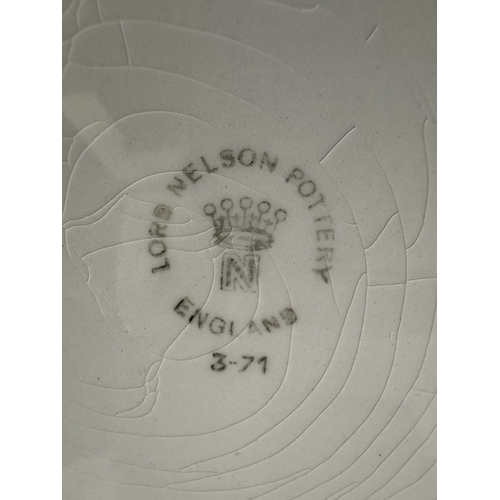 LORD NELSON POTTERY
N
ENGLAND
3-71